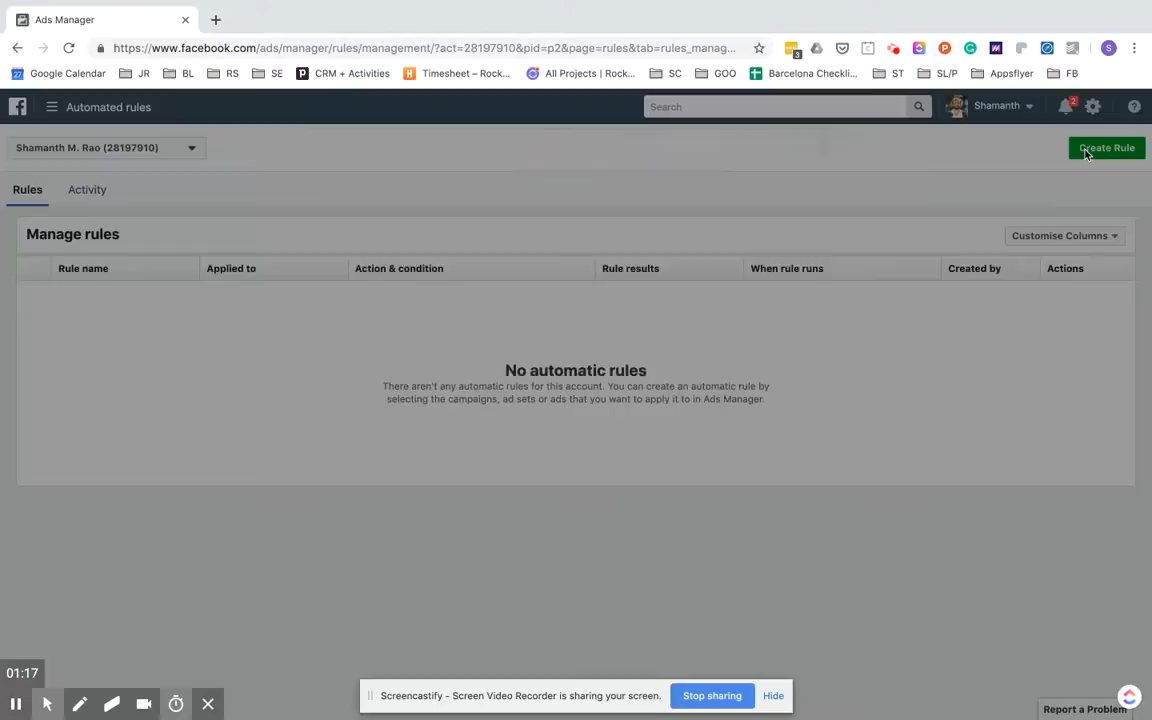 Ads Manager
https://www.facebook.com/ads/manager/rules/management/?act=28197910&pid=p2&page=rules&tab=rules_manag...
3
S
27 Google Calendar JR BL RS SE CRM + Activities Timesheet – Rock... All Projects | Rock... SC GOO Barcelona Checkli... ST SL/P Appsflyer FB
Automated rules
Search
Shamanth
2
Shamanth M. Rao (28197910)
Create Rule
Rules Activity
Manage rules
Customise Columns
Rule name Applied to Action & condition Rule results When rule runs Created by Actions
No automatic rules
There aren't any automatic rules for this account. You can create an automatic rule by
selecting the campaigns, ad sets or ads that you want to apply it to in Ads Manager.
01:17
Screencastify - Screen Video Recorder is sharing your screen. Stop sharing Hide
Report a Problem